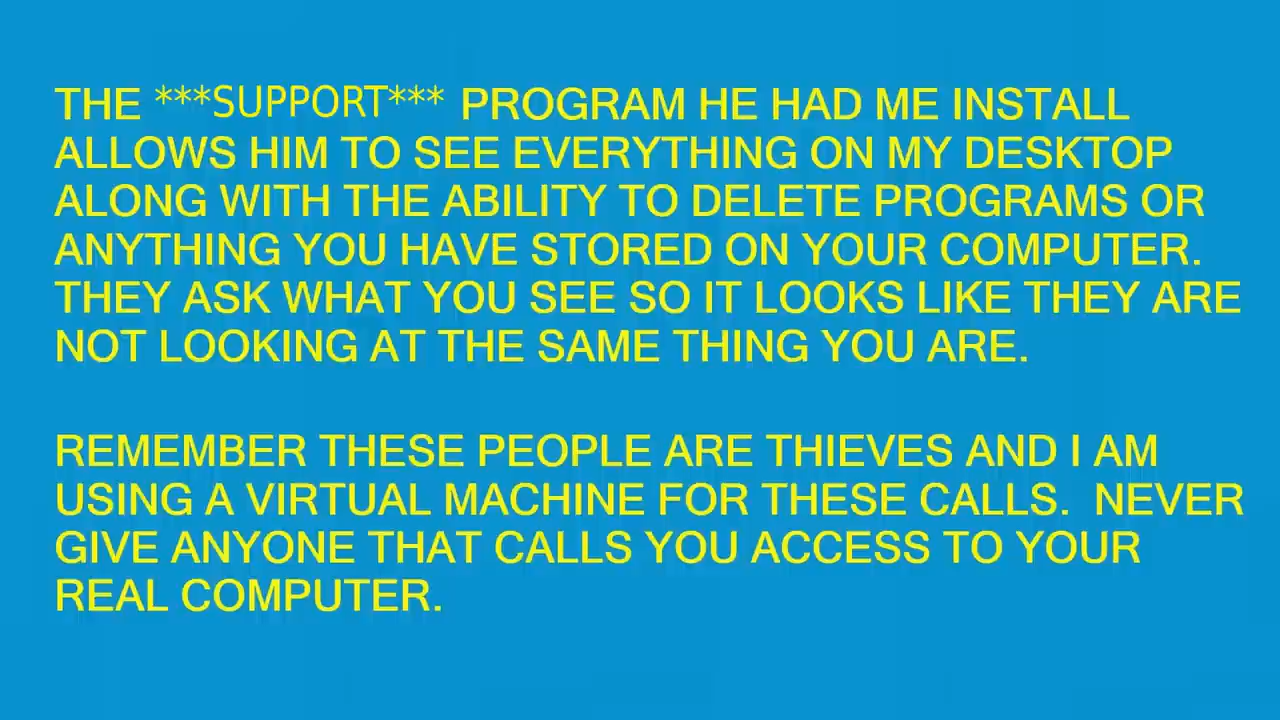 THE ***SUPPORT*** PROGRAM HE HAD ME INSTALL
ALLOWS HIM TO SEE EVERYTHING ON MY DESKTOP
ALONG WITH THE ABILITY TO DELETE PROGRAMS OR
ANYTHING YOU HAVE STORED ON YOUR COMPUTER.
THEY ASK WHAT YOU SEE SO IT LOOKS LIKE THEY ARE
NOT LOOKING AT THE SAME THING YOU ARE.
REMEMBER THESE PEOPLE ARE THIEVES AND I AM
USING A VIRTUAL MACHINE FOR THESE CALLS.  NEVER
GIVE ANYONE THAT CALLS YOU ACCESS TO YOUR
REAL COMPUTER.